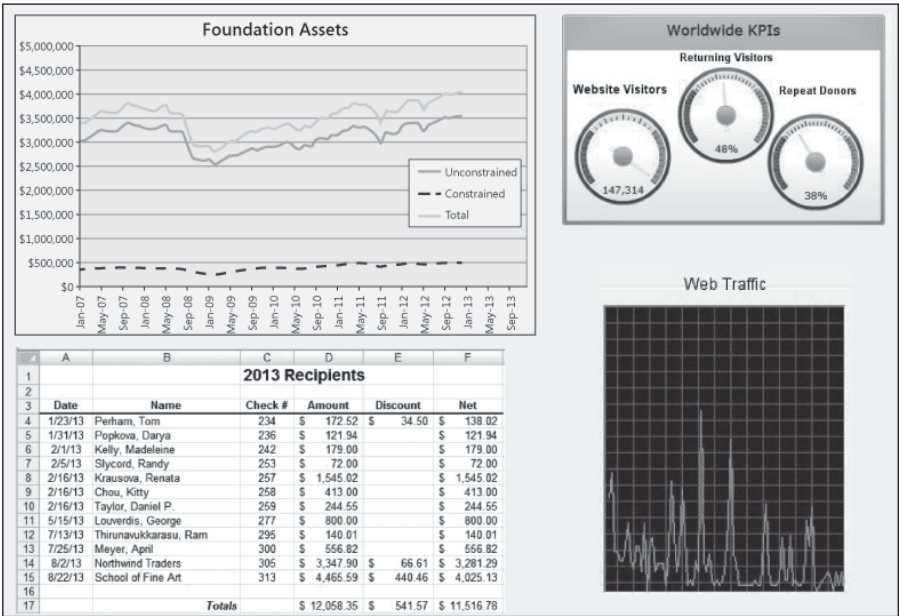 Foundation Assets
$5,000,000
$4,500,000
$4,000,000
$3,500,000
$3,000,000
$2,500,000
$2,000,000
$1,500,000
$1,000,000
$500,000
$0
Unconstrained
Constrained
Total
Jan-07 May-07 Sep-07 Jan-08 May-08 Sep-08 Jan-09 May-09 Sep-09 Jan-10 May-10 Sep-10 Jan-11 May-11 Sep-11 Jan-12 May-12 Sep-12 Jan-13 May-13 Sep-13
Worldwide KPIs
Returning Visitors
Website Visitors
Repeat Donors
48%
147,314
38%
Web Traffic
A B C D E F
1 2013 Recipients
2
3 Date Name Check # Amount Discount Net
4 1/23/13 Perham, Tom 234 $ 172.52 $ 34.50 $ 138.02
5 1/31/13 Popkova, Darya 236 $ 121.94 $ 121.94
6 2/1/13 Kelly, Madeleine 242 $ 179.00 $ 179.00
7 2/5/13 Slycord, Randy 253 $ 72.00 $ 72.00
8 2/16/13 Krausova, Renata 257 $ 1,545.02 $ 1,545.02
9 2/16/13 Chou, Kitty 258 $ 413.00 $ 413.00
10 2/16/13 Taylor, Daniel P. 259 $ 244.55 $ 244.55
11 5/15/13 Louverdis, George 277 $ 800.00 $ 800.00
12 7/13/13 Thirunavukkarasu, Ram 295 $ 140.01 $ 140.01
13 7/25/13 Meyer, April 300 $ 556.82 $ 556.82
14 8/2/13 Northwind Traders 305 $ 3,347.90 $ 66.61 $ 3,281.29
15 8/22/13 School of Fine Art 313 $ 4,465.59 $ 440.46 $ 4,025.13
16
17 Totals $ 12,058.35 $ 541.57 $ 11,516.78